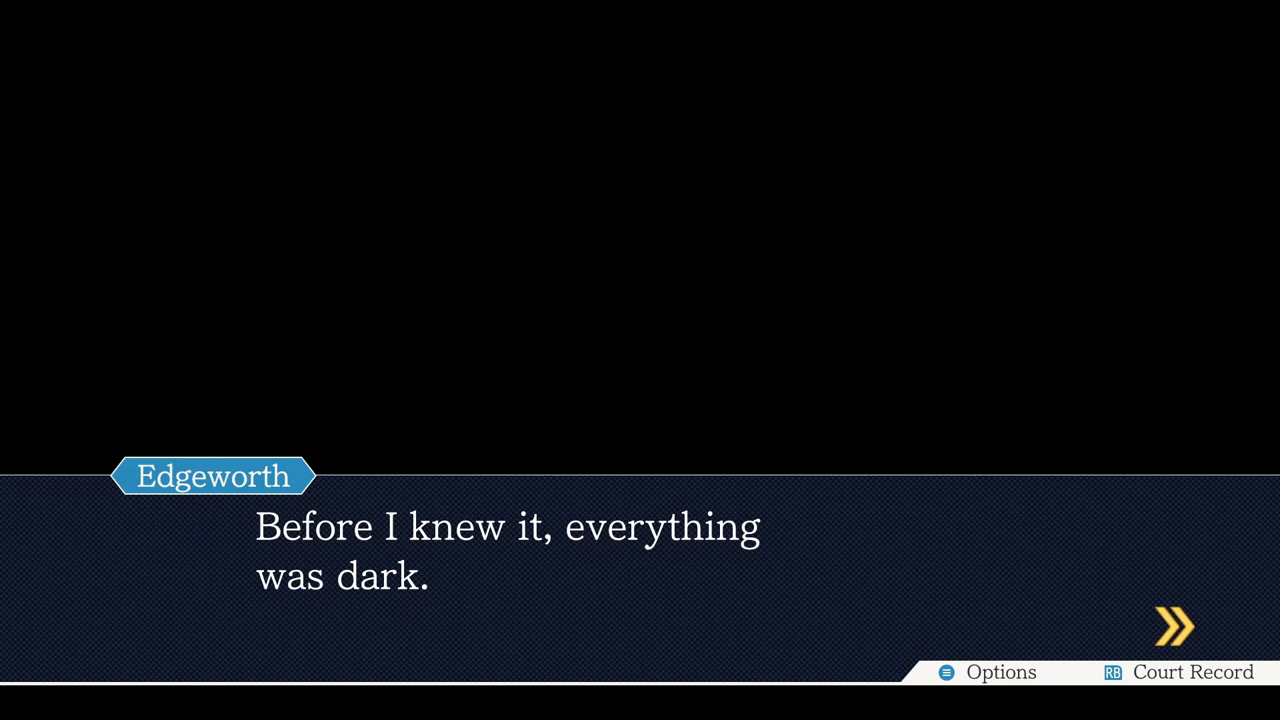 Edgeworth
Before I knew it, everything
was dark.
Options
RB Court Record